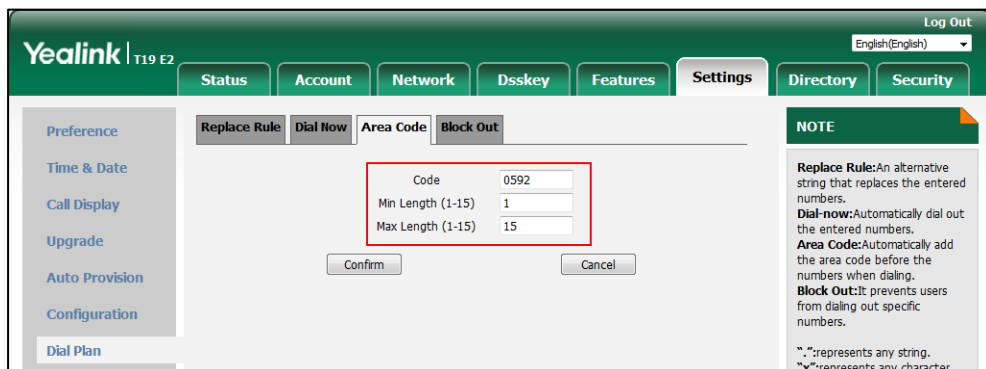 Log Out
Yealink T19 E2
English(English)
Status Account Network Dsskey Features Settings Directory Security
Preference
Time & Date
Call Display
Upgrade
Auto Provision
Configuration
Dial Plan
Replace Rule Dial Now Area Code Block Out
Code 0592
Min Length (1-15) 1
Max Length (1-15) 15
Confirm Cancel
NOTE
Replace Rule:An alternative
string that replaces the entered
numbers.
Dial-now:Automatically dial out
the entered numbers.
Area Code:Automatically add
the area code before the
numbers when dialing.
Block Out:It prevents users
from dialing out specific
numbers.
".":represents any string.
"x":represents any character